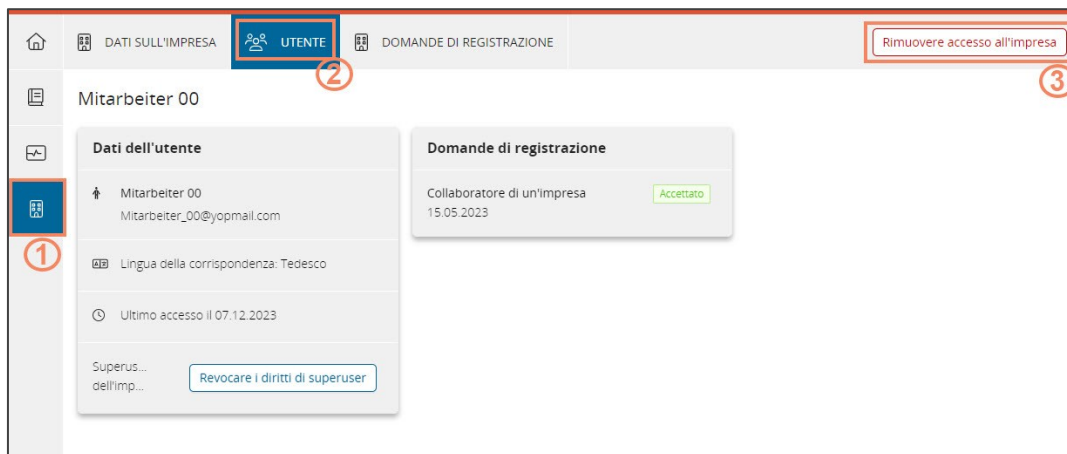 DATI SULL'IMPRESA
UTENTE
DOMANDE DI REGISTRAZIONE
Rimuovere accesso all'impresa
2
3
Mitarbeiter 00
Dati dell'utente
Domande di registrazione
Mitarbeiter 00
Mitarbeiter_00@yopmail.com
Collaboratore di un'impresa
15.05.2023
Accettato
1
Lingua della corrispondenza: Tedesco
Ultimo accesso il 07.12.2023
Superus...
dell'imp...
Revocare i diritti di superuser